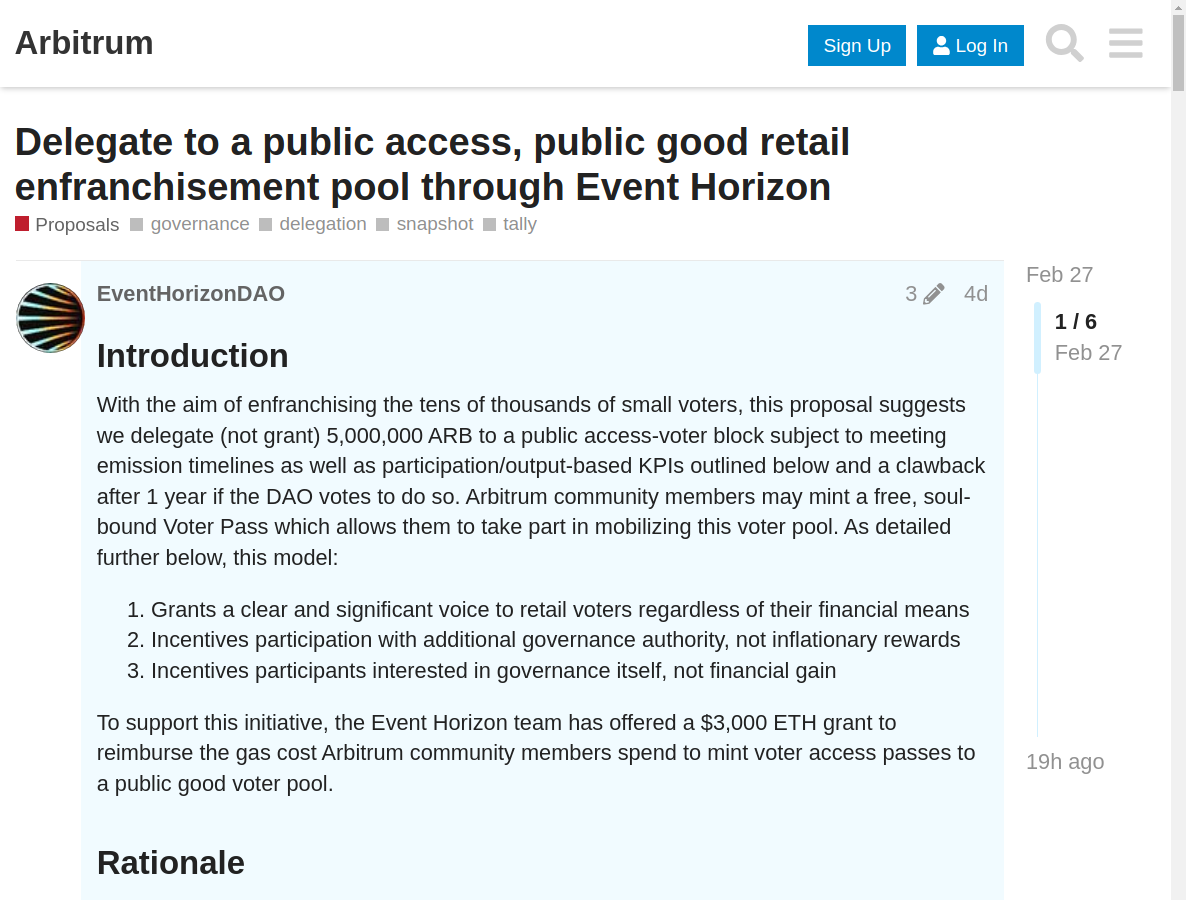 Arbitrum
Sign Up
Log In
Delegate to a public access, public good retail
enfranchisement pool through Event Horizon
Proposals governance delegation snapshot tally
EventHorizonDAO
3
4d
Feb 27
1 / 6
Feb 27
Introduction
With the aim of enfranchising the tens of thousands of small voters, this proposal suggests
we delegate (not grant) 5,000,000 ARB to a public access-voter block subject to meeting
emission timelines as well as participation/output-based KPIs outlined below and a clawback
after 1 year if the DAO votes to do so. Arbitrum community members may mint a free, soul-
bound Voter Pass which allows them to take part in mobilizing this voter pool. As detailed
further below, this model:
1. Grants a clear and significant voice to retail voters regardless of their financial means
2. Incentives participation with additional governance authority, not inflationary rewards
3. Incentives participants interested in governance itself, not financial gain
To support this initiative, the Event Horizon team has offered a $3,000 ETH grant to
reimburse the gas cost Arbitrum community members spend to mint voter access passes to
a public good voter pool.
19h ago
Rationale